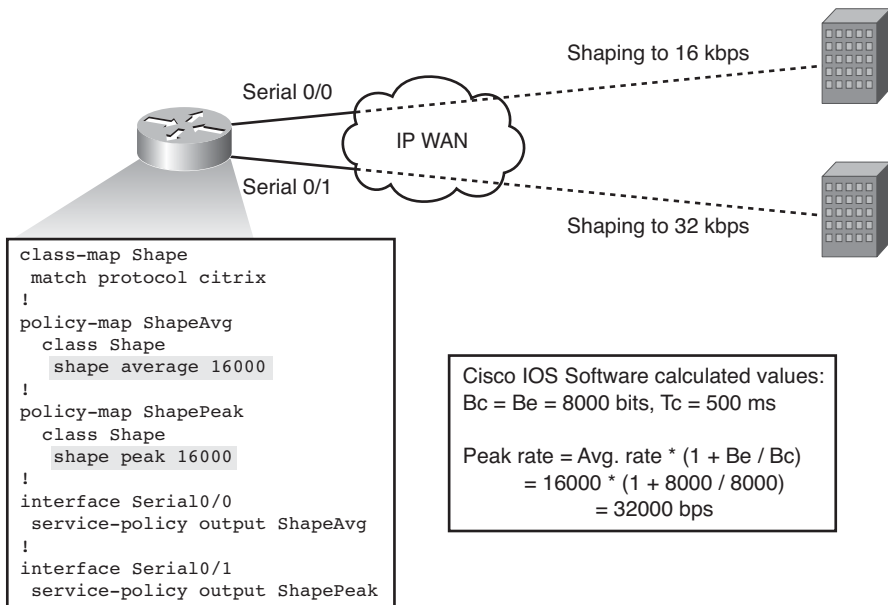 Shaping to 16 kbps
Serial 0/0
IP WAN
Serial 0/1
Shaping to 32 kbps
class-map Shape
match protocol citrix
!
policy-map ShapeAvg
class Shape
shape average 16000
!
policy-map ShapePeak
class Shape
shape peak 16000
!
interface Serial0/0
service-policy output ShapeAvg
!
interface Serial0/1
service-policy output ShapePeak
Cisco IOS Software calculated values:
Bc = Be = 8000 bits, Tc = 500 ms
Peak rate = Avg. rate * (1 + Be / Bc)
= 16000 * (1 + 8000 / 8000)
= 32000 bps